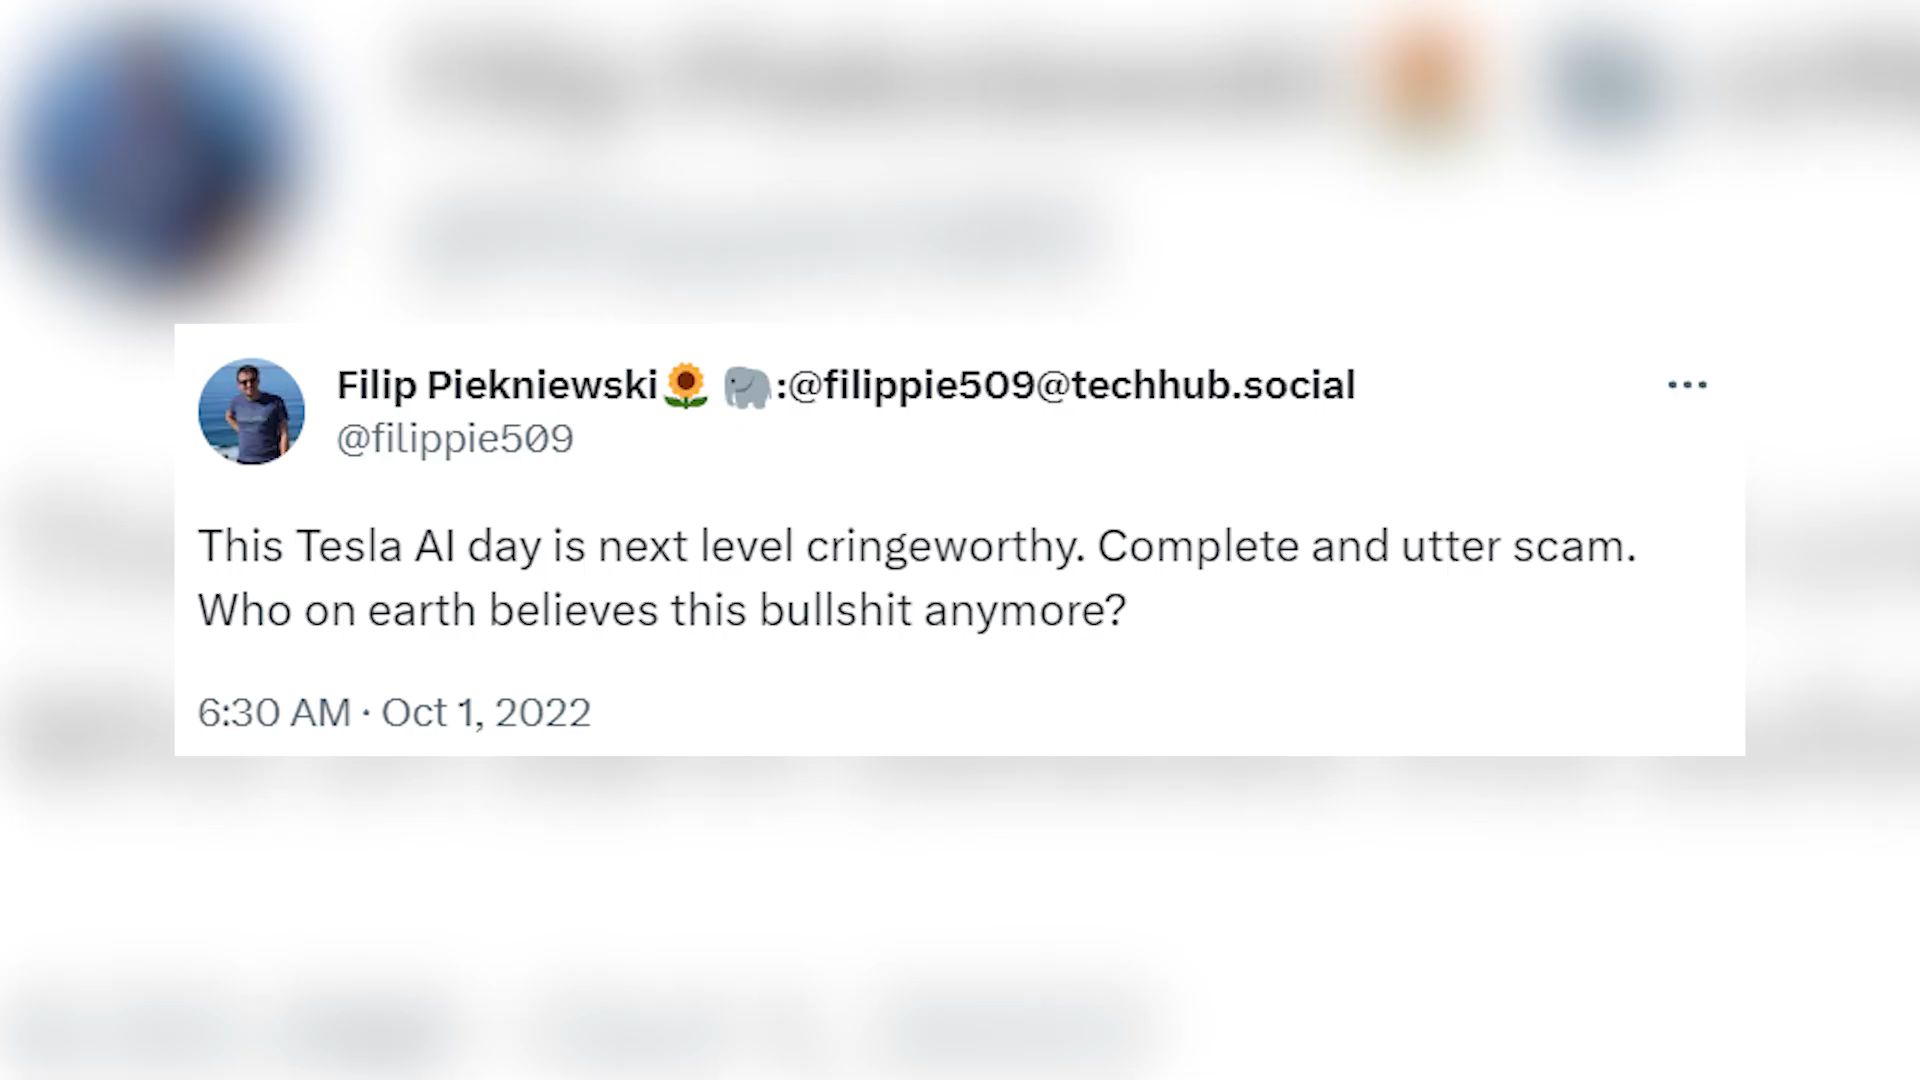 Filip Piekniewski🌻 🐘:@filippie509@techhub.social
@filippie509
This Tesla AI day is next level cringeworthy. Complete and utter scam.
Who on earth believes this bullshit anymore?
6:30 AM · Oct 1, 2022